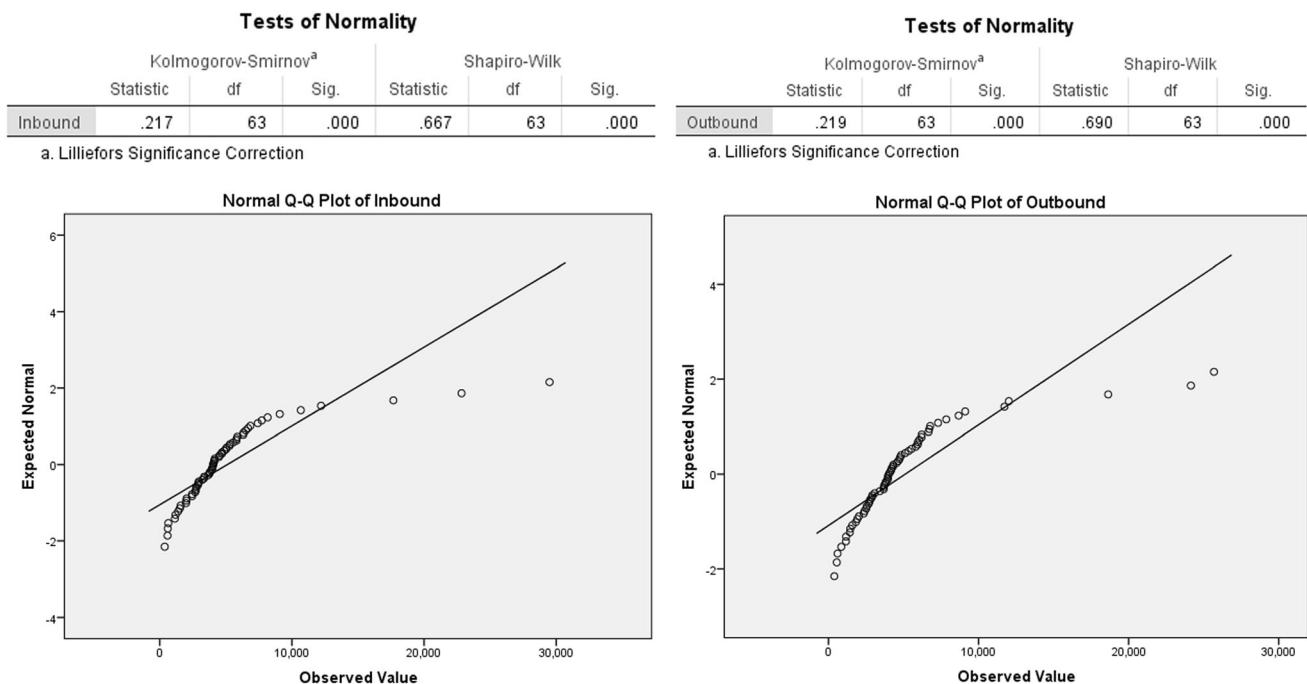 Tests of Normality
Kolmogorov-Smirnovᵃ Shapiro-Wilk
Statistic df Sig. Statistic df Sig.
Inbound .217 63 .000 .667 63 .000
a. Lilliefors Significance Correction
Normal Q-Q Plot of Inbound
6
4
2
0
-2
-4
Expected Normal
0 10,000 20,000 30,000
Observed Value
Tests of Normality
Kolmogorov-Smirnovᵃ Shapiro-Wilk
Statistic df Sig. Statistic df Sig.
Outbound .219 63 .000 .690 63 .000
a. Lilliefors Significance Correction
Normal Q-Q Plot of Outbound
4
2
0
-2
Expected Normal
0 10,000 20,000 30,000
Observed Value